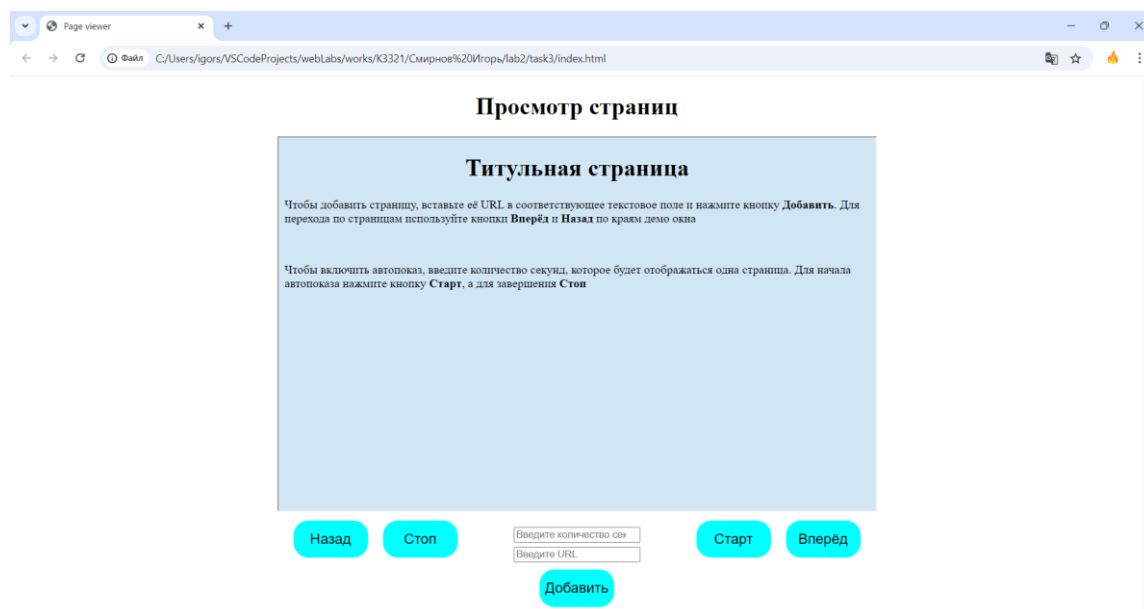 Page viewer
Файл C:/Users/igors/VSCodeProjects/webLabs/works/K3321/Смирнов%20Игорь/lab2/task3/index.html
Просмотр страниц
Титульная страница
Чтобы добавить страницу, вставьте её URL в соответствующее текстовое поле и нажмите кнопку Добавить. Для
перехода по страницам используйте кнопки Вперёд и Назад по краям демо окна
Чтобы включить автопоказ, введите количество секунд, которое будет отображаться одна страница. Для начала
автопоказа нажмите кнопку Старт, а для завершения Стоп
Назад Стоп Введите количество сек Старт Вперёд
Введите URL
Добавить